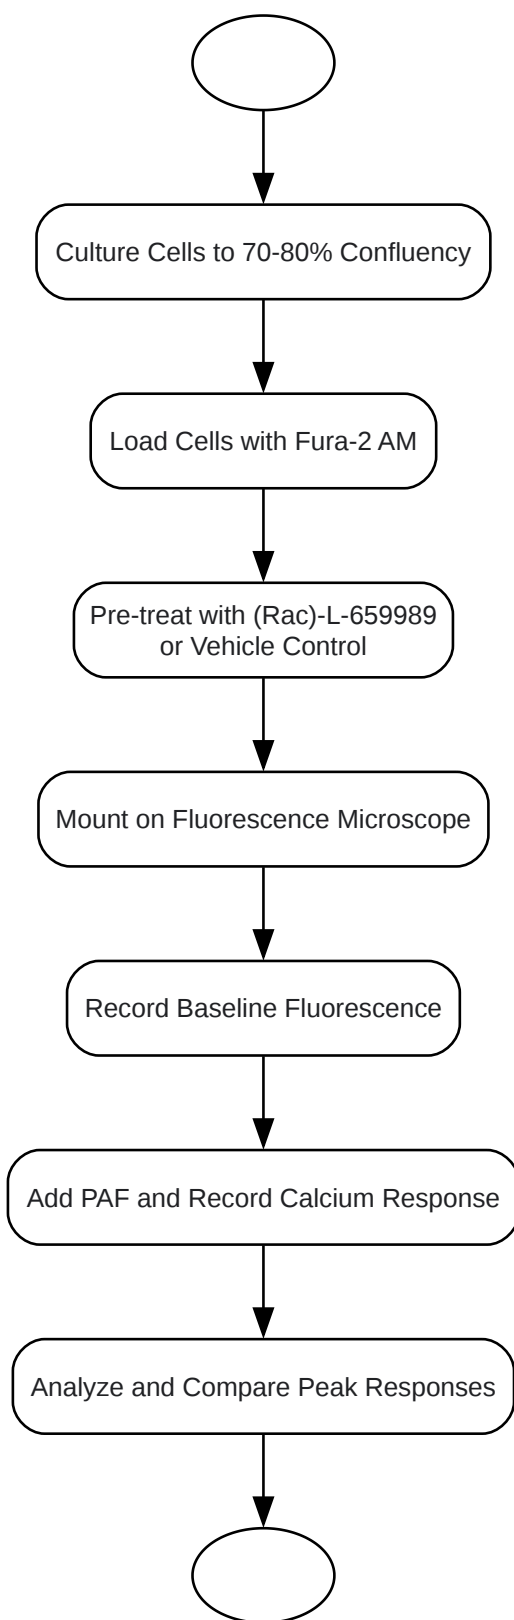 Culture Cells to 70-80% Confluency
Load Cells with Fura-2 AM
Pre-treat with (Rac)-L-659989
or Vehicle Control
Mount on Fluorescence Microscope
Record Baseline Fluorescence
Add PAF and Record Calcium Response
Analyze and Compare Peak Responses